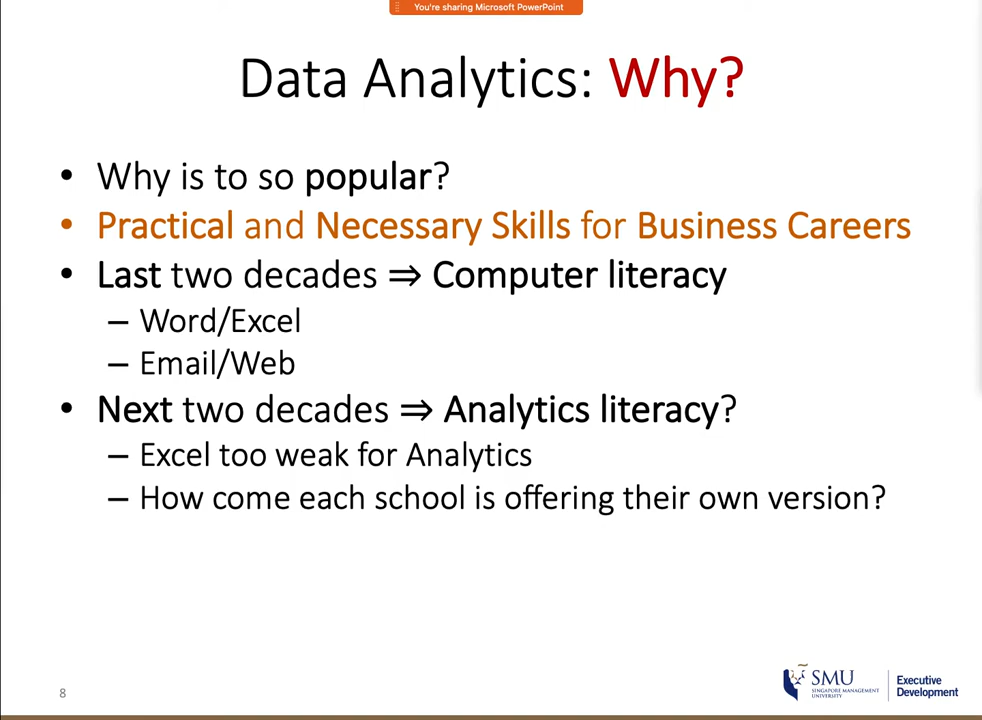 You're sharing Microsoft PowerPoint
Data Analytics: Why?
• Why is to so popular?
• Practical and Necessary Skills for Business Careers
• Last two decades ⇒ Computer literacy
– Word/Excel
– Email/Web
• Next two decades ⇒ Analytics literacy?
– Excel too weak for Analytics
– How come each school is offering their own version?
8
SMU
SINGAPORE MANAGEMENT
UNIVERSITY
Executive
Development